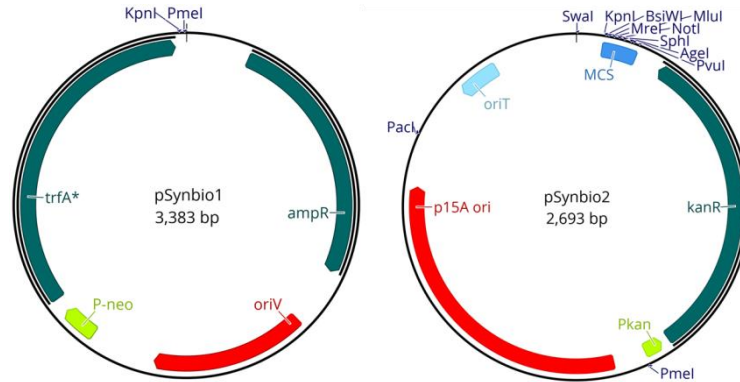 KpnI PmeI
trfA*
pSynbio1
3,383 bp
ampR
P-neo
oriV
SwaI KpnI BsiWI MluI
MreI NotI
SphI
AgeI
PvuI
MCS
oriT
PacI
p15A ori
pSynbio2
2,693 bp
kanR
Pkan
PmeI